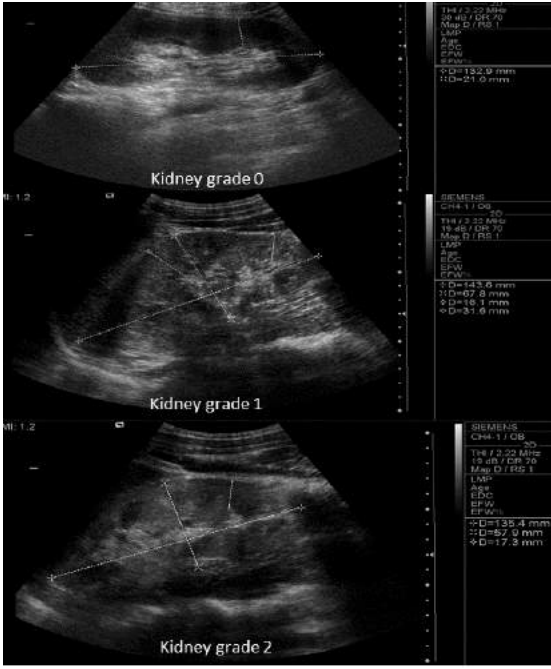 2D
THI / 2.22 MHz
30 dB / DR 70
Map D / RS 1
LMP
Age
EDC
EFW
EFW%
D=132.9 mm
D=21.0 mm
Kidney grade 0
MI: 1.2
SIEMENS
CH4-1 / OB
2D
THI / 2.22 MHz
19 dB / DR 70
Map D / RS 1
LMP
Age
EDC
EFW
EFW%
D=143.6 mm
D=67.8 mm
D=16.1 mm
D=31.6 mm
Kidney grade 1
MI: 1.2
SIEMENS
CH4-1 / OB
2D
THI / 2.22 MHz
19 dB / DR 70
Map D / RS 1
LMP
Age
EDC
EFW
EFW%
D=135.4 mm
D=57.9 mm
D=17.3 mm
Kidney grade 2